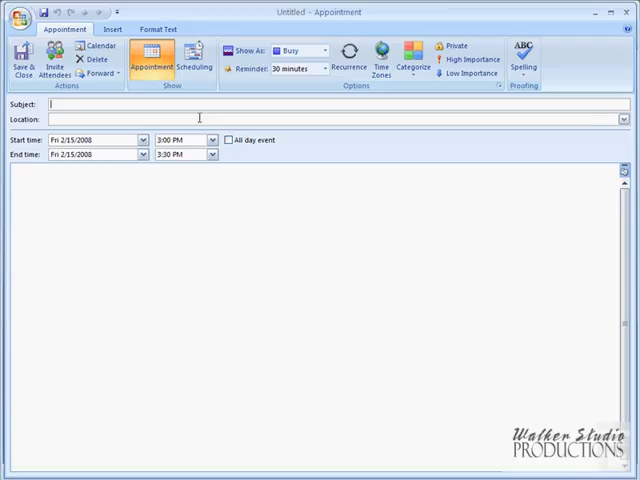 Untitled - Appointment
Appointment Insert Format Text
Save & Close
Invite Attendees
Calendar
Delete
Forward
Actions
Appointment
Scheduling
Show
Show As: Busy
Reminder: 30 minutes
Recurrence
Time Zones
Categorize
Private
High Importance
Low Importance
Options
ABC
Spelling
Proofing
Subject:
Location:
Start time: Fri 2/15/2008 3:00 PM All day event
End time: Fri 2/15/2008 3:30 PM
Walker Studio
PRODUCTIONS